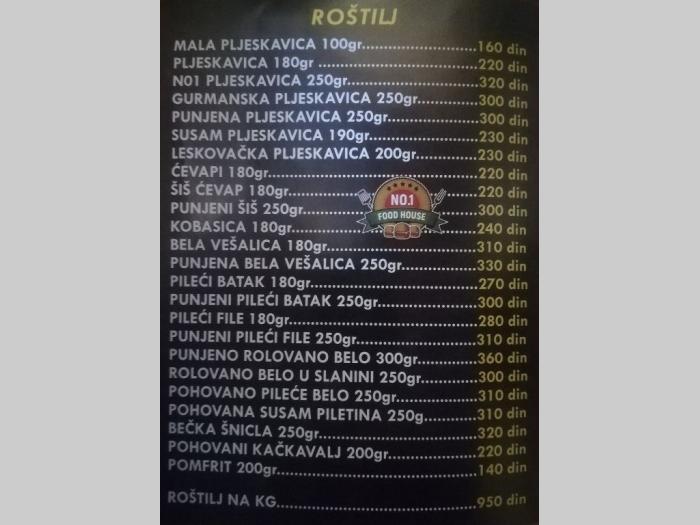 ROŠTILJ
MALA PLJESKAVICA 100gr..............................160 din
PLJESKAVICA 180gr ..............................220 din
N01 PLJESKAVICA 250gr..............................320 din
GURMANSKA PLJESKAVICA 250gr..............300 din
PUNJENA PLJESKAVICA 250gr....................300 din
SUSAM PLJESKAVICA 190gr........................230 din
LESKOVAČKA PLJESKAVICA 200gr..............230 din
ĆEVAPI 180gr..............................220 din
ŠIŠ ĆEVAP 180gr..............................220 din
PUNJENI ŠIŠ 250gr..............................300 din
KOBASICA 180gr..............................240 din
BELA VEŠALICA 180gr..............................310 din
PUNJENA BELA VEŠALICA 250gr..................330 din
PILEĆI BATAK 180gr..............................270 din
PUNJENI PILEĆI BATAK 250gr......................300 din
PILEĆI FILE 180gr..............................280 din
PUNJENI PILEĆI FILE 250gr..........................310 din
PUNJENO ROLOVANO BELO 300gr..............360 din
ROLOVANO BELO U SLANINI 250gr.............300 din
POHOVANO PILEĆE BELO 250gr..................310 din
POHOVANA SUSAM PILETINA 250g............310 din
BEČKA ŠNICLA 250gr..............................320 din
POHOVANI KAČKAVALJ 200gr...................220 din
POMFRIT 200gr..............................140 din
ROŠTILJ NA KG..............................950 din
NO.1
FOOD HOUSE